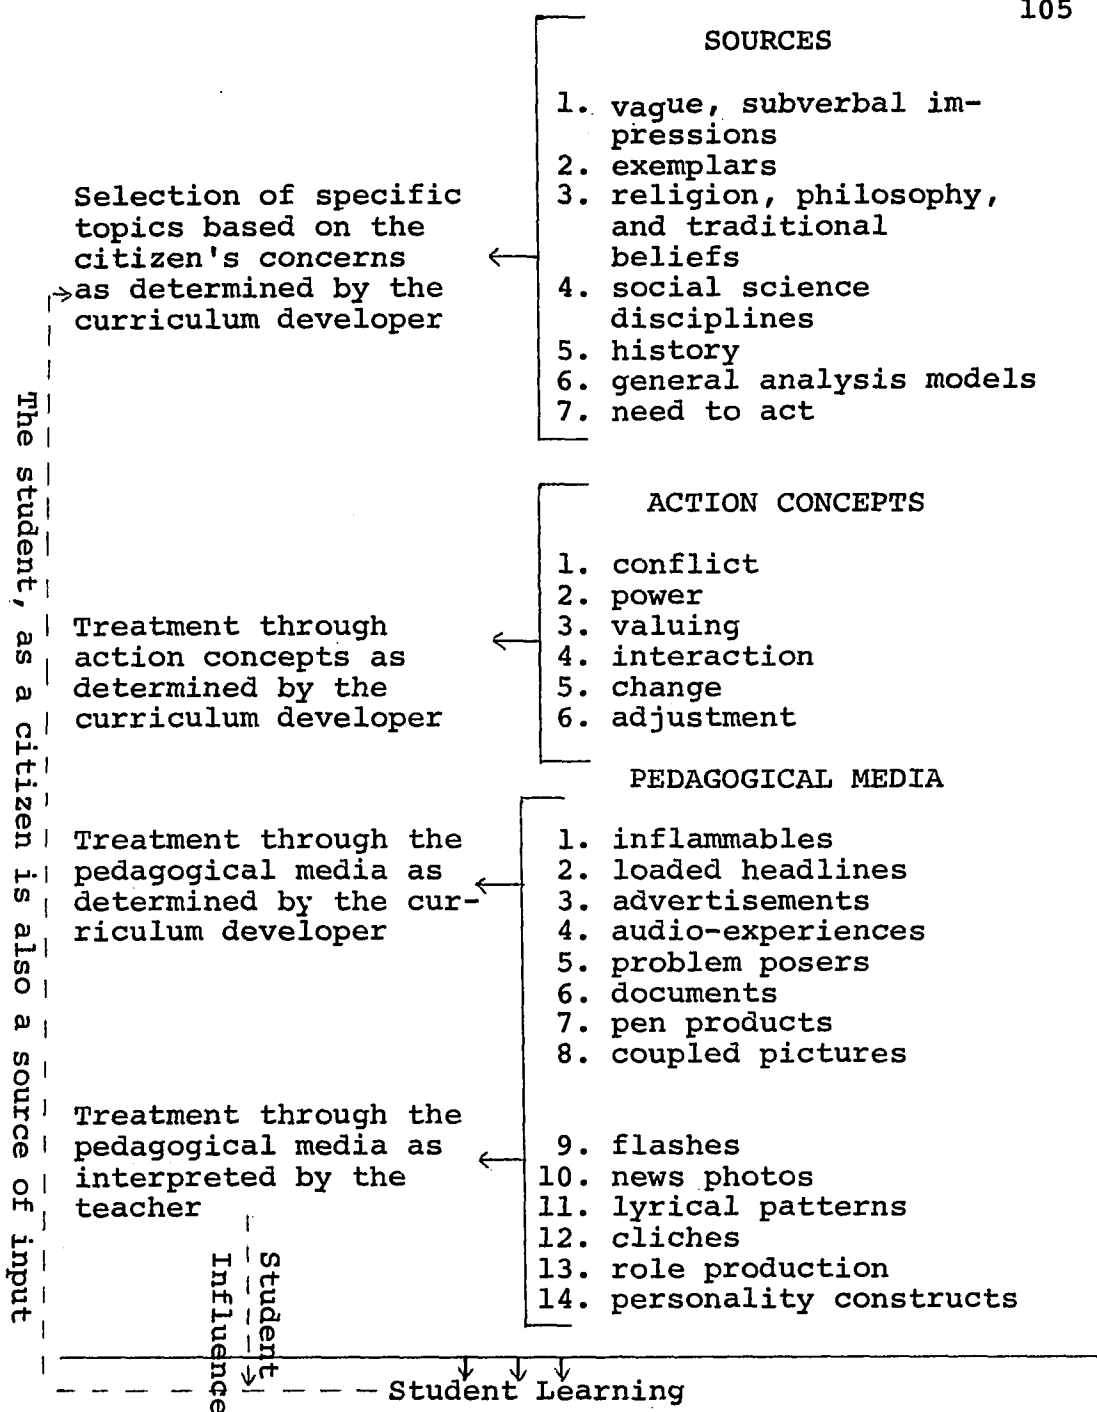 105
SOURCES
1. vague, subverbal im-
pressions
2. exemplars
3. religion, philosophy,
and traditional
beliefs
4. social science
disciplines
5. history
6. general analysis models
7. need to act
Selection of specific
topics based on the
citizen's concerns
as determined by the
curriculum developer
ACTION CONCEPTS
1. conflict
2. power
3. valuing
4. interaction
5. change
6. adjustment
Treatment through
action concepts as
determined by the
curriculum developer
PEDAGOGICAL MEDIA
1. inflammables
2. loaded headlines
3. advertisements
4. audio-experiences
5. problem posers
6. documents
7. pen products
8. coupled pictures
9. flashes
10. news photos
11. lyrical patterns
12. cliches
13. role production
14. personality constructs
Treatment through the
pedagogical media as
determined by the cur-
riculum developer
Treatment through the
pedagogical media as
interpreted by the
teacher
Student
Influence
Student Learning
The student, as a citizen is also a source of input